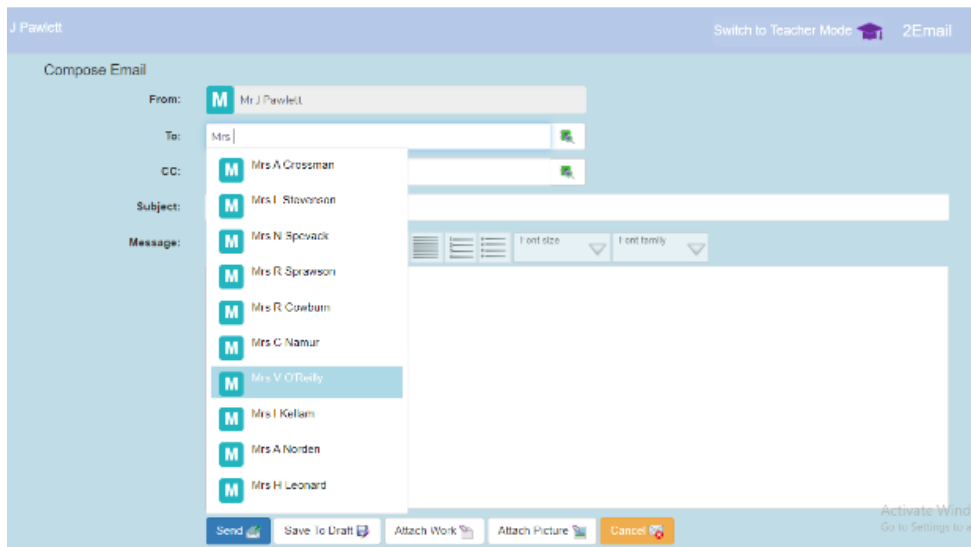 J Pawlett
Switch to Teacher Mode 2Email
Compose Email
From: M Mr J Pawlett
To: Mrs
CC:
M Mrs A Crossman
Subject:
M Mrs L Stevenson
Message:
M Mrs N Spevack
Font size Font family
M Mrs R Sprawson
M Mrs R Cowburn
M Mrs C Namur
M Mrs V O'Reilly
M Mrs I Kellam
M Mrs A Norden
M Mrs H Leonard
Send Save To Draft Attach Work Attach Picture Cancel
Activate Wind
Go to Settings to a